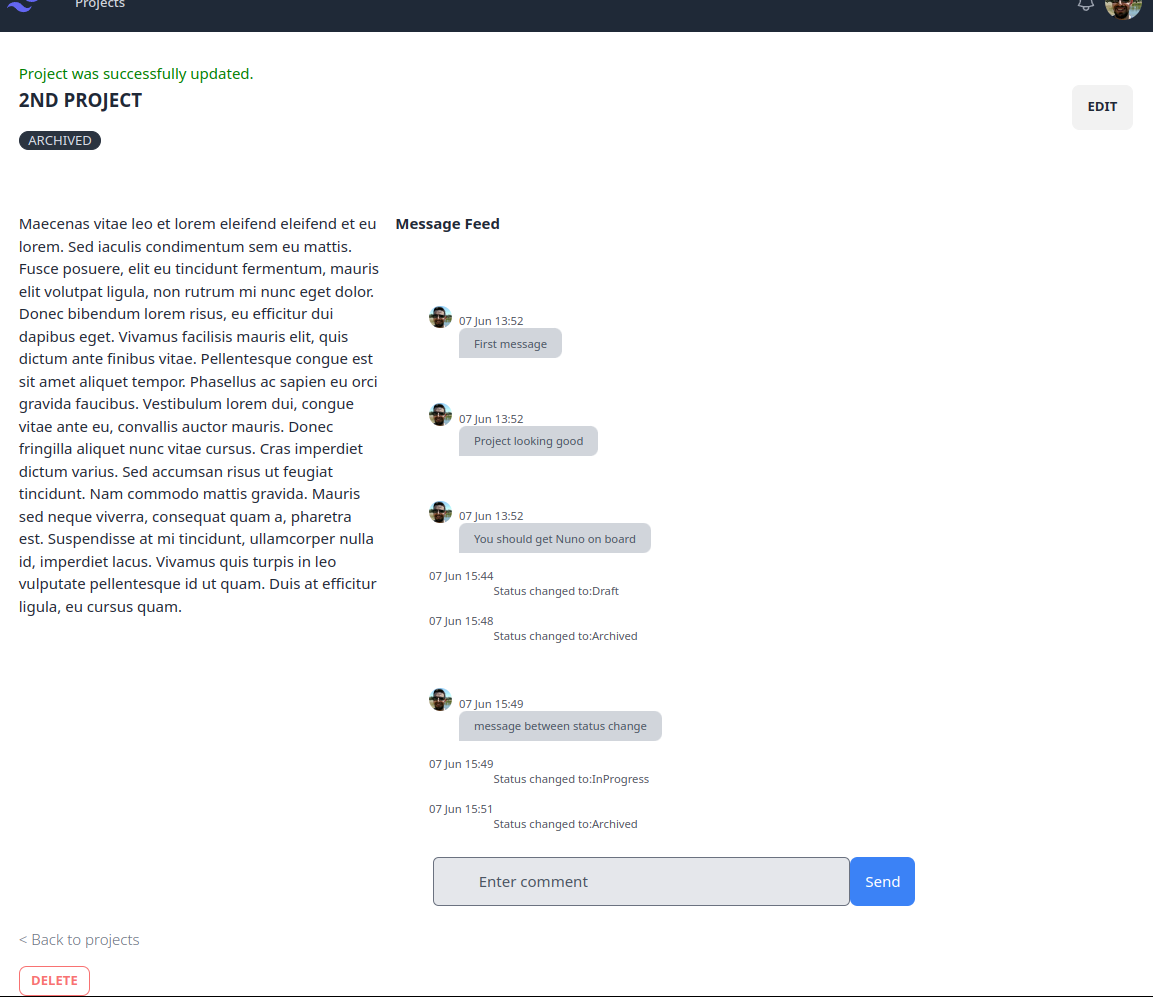 Projects
Project was successfully updated.
2ND PROJECT
EDIT
ARCHIVED
Maecenas vitae leo et lorem eleifend eleifend et eu
lorem. Sed iaculis condimentum sem eu mattis.
Fusce posuere, elit eu tincidunt fermentum, mauris
elit volutpat ligula, non rutrum mi nunc eget dolor.
Donec bibendum lorem risus, eu efficitur dui
dapibus eget. Vivamus facilisis mauris elit, quis
dictum ante finibus vitae. Pellentesque congue est
sit amet aliquet tempor. Phasellus ac sapien eu orci
gravida faucibus. Vestibulum lorem dui, congue
vitae ante eu, convallis auctor mauris. Donec
fringilla aliquet nunc vitae cursus. Cras imperdiet
dictum varius. Sed accumsan risus ut feugiat
tincidunt. Nam commodo mattis gravida. Mauris
sed neque viverra, consequat quam a, pharetra
est. Suspendisse at mi tincidunt, ullamcorper nulla
id, imperdiet lacus. Vivamus quis turpis in leo
vulputate pellentesque id ut quam. Duis at efficitur
ligula, eu cursus quam.
Message Feed
07 Jun 13:52
First message
07 Jun 13:52
Project looking good
07 Jun 13:52
You should get Nuno on board
07 Jun 15:44
Status changed to:Draft
07 Jun 15:48
Status changed to:Archived
07 Jun 15:49
message between status change
07 Jun 15:49
Status changed to:InProgress
07 Jun 15:51
Status changed to:Archived
Enter comment
Send
< Back to projects
DELETE